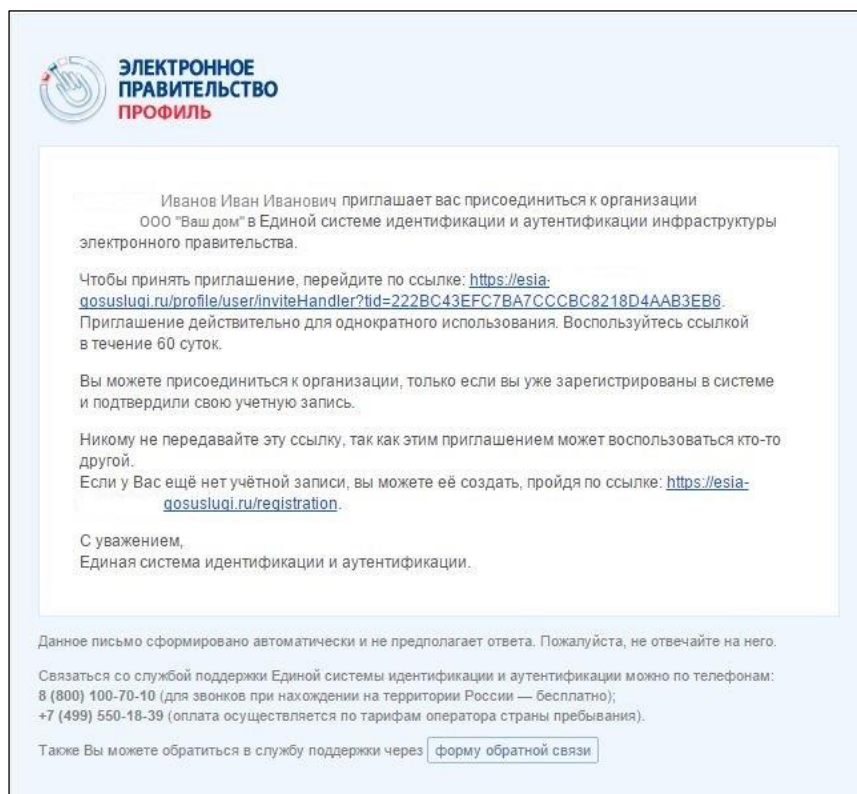 ЭЛЕКТРОННОЕ
ПРАВИТЕЛЬСТВО
ПРОФИЛЬ
Иванов Иван Иванович приглашает вас присоединиться к организации
ООО "Ваш дом" в Единой системе идентификации и аутентификации инфраструктуры
электронного правительства.
Чтобы принять приглашение, перейдите по ссылке: https://esia-
gosuslugi.ru/profile/user/inviteHandler?tid=222BC43EFC7BA7CCCBC8218D4AAB3EB6.
Приглашение действительно для однократного использования. Воспользуйтесь ссылкой
в течение 60 суток.
Вы можете присоединиться к организации, только если вы уже зарегистрированы в системе
и подтвердили свою учетную запись.
Никому не передавайте эту ссылку, так как этим приглашением может воспользоваться кто-то
другой.
Если у Вас ещё нет учётной записи, вы можете её создать, пройдя по ссылке: https://esia-
gosuslugi.ru/registration.
С уважением,
Единая система идентификации и аутентификации.
Данное письмо сформировано автоматически и не предполагает ответа. Пожалуйста, не отвечайте на него.
Связаться со службой поддержки Единой системы идентификации и аутентификации можно по телефонам:
8 (800) 100-70-10 (для звонков при нахождении на территории России — бесплатно);
+7 (499) 550-18-39 (оплата осуществляется по тарифам оператора страны пребывания).
Также Вы можете обратиться в службу поддержки через форму обратной связи